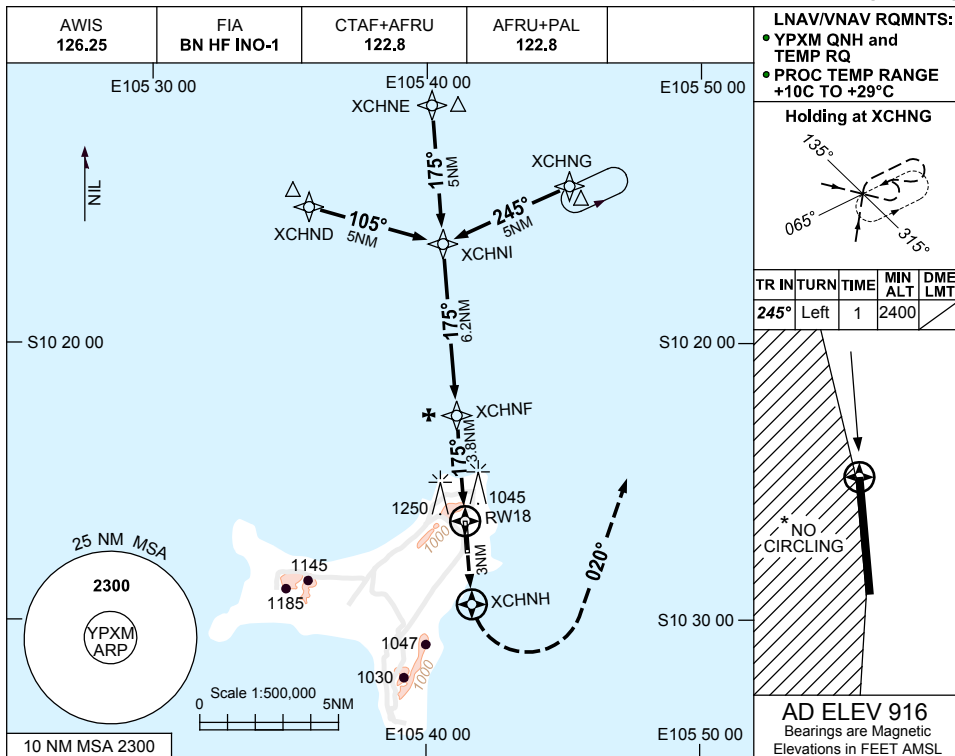 AWIS
126.25
FIA
BN HF INO-1
CTAF+AFRU
122.8
AFRU+PAL
122.8
LNAV/VNAV RQMNTS:
YPXM QNH and
TEMP RQ
PROC TEMP RANGE
+10C TO +29°C
E105 30 00
E105 40 00
E105 50 00
XCHNE
NIL
175°
5NM
XCHNG
XCHND
105°
5NM
245°
5NM
XCHNI
Holding at XCHNG
135°
065°
315°
TR IN
TURN
TIME
MIN
ALT
DME
LMT
245°
Left
1
2400
175°
6.2NM
S10 20 00
S10 20 00
XCHNF
175°
3.8NM
1250
1045
RW18
1000
3NM
020°
XCHNH
*NO
CIRCLING
25 NM MSA
2300
YPXM
ARP
1145
1185
1047
1030
1000
S10 30 00
Scale 1:500,000
0
5NM
10 NM MSA 2300
E105 40 00
E105 50 00
AD ELEV 916
Bearings are Magnetic
Elevations in FEET AMSL